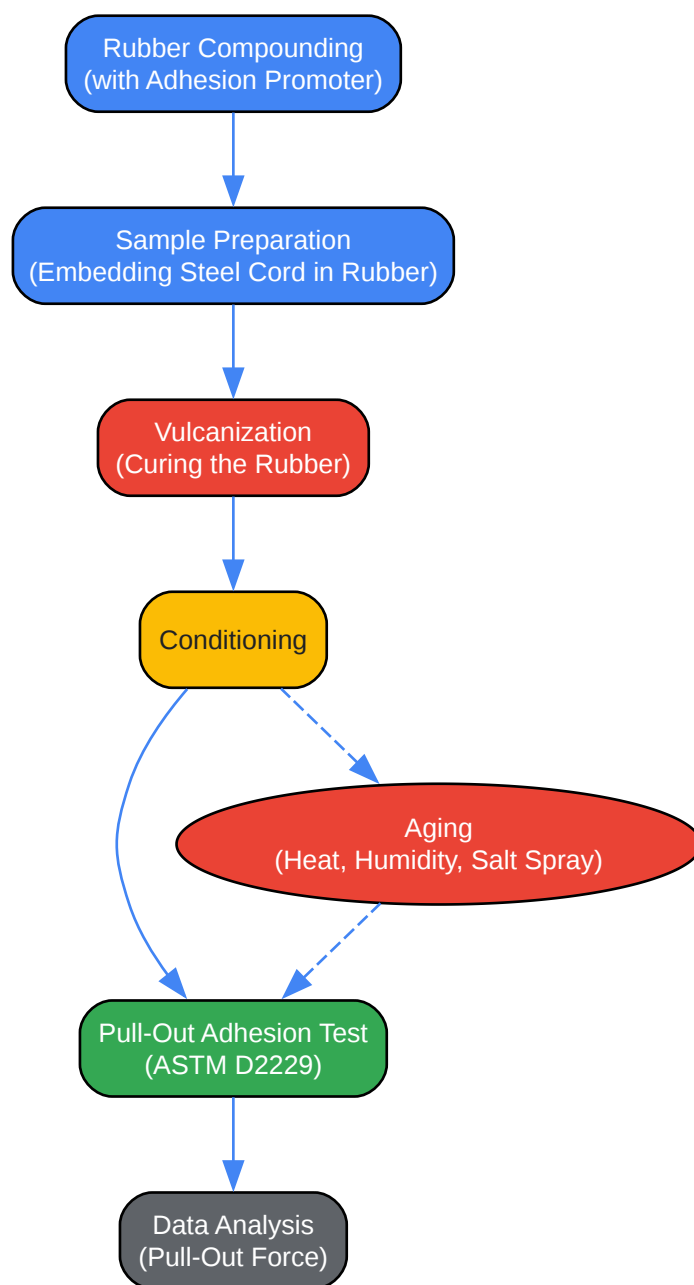 Rubber Compounding
(with Adhesion Promoter)
Sample Preparation
(Embedding Steel Cord in Rubber)
Vulcanization
(Curing the Rubber)
Conditioning
Aging
(Heat, Humidity, Salt Spray)
Pull-Out Adhesion Test
(ASTM D2229)
Data Analysis
(Pull-Out Force)